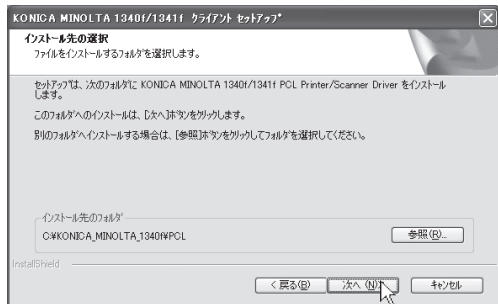 KONICA MINOLTA 1340f/1341f クライアント セットアップ
インストール先の選択
ファイルをインストールするフォルダを選択します。
セットアップは、次のフォルダに KONICA MINOLTA 1340f/1341f PCL Printer/Scanner Driver をインストール
します。
このフォルダへのインストールは、[次へ]ボタンをクリックします。
別のフォルダへインストールする場合は、[参照]ボタンをクリックしてフォルダを選択してください。
インストール先のフォルダ
C:¥KONICA_MINOLTA_1340f¥PCL
参照(R)...
InstallShield
< 戻る(B)
次へ (N)>
キャンセル